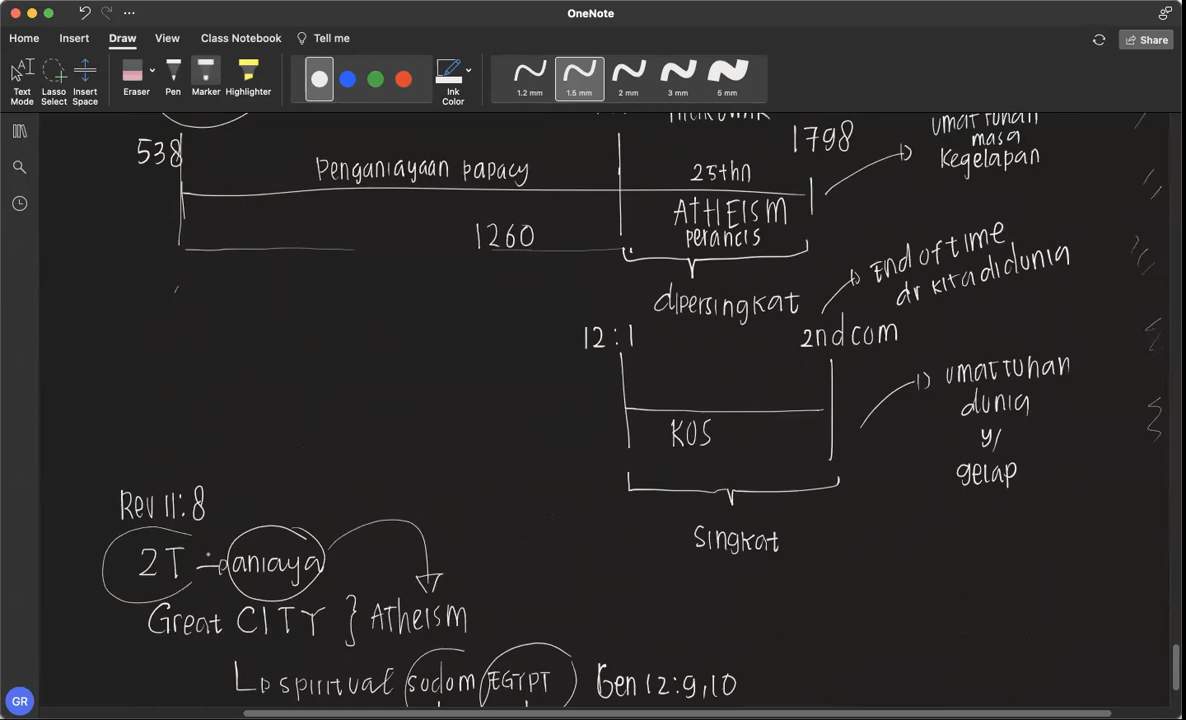 OneNote
Home Insert Draw View Class Notebook Tell me
Share
Text Mode
Lasso Select
Insert Space
Eraser
Pen
Marker
Highlighter
Ink Color
1.2 mm
1.5 mm
2 mm
3 mm
5 mm
umat tuhan
masa
kegelapan
538
1798
Penganiayaan papacy
25thn
ATHEISM
perancis
1260
dipersingkat
End of time
dr kita di dunia
12:1
2nd com
umat tuhan
dunia
y/
gelap
KOS
singkat
Rev 11:8
2T aniaya
Great CITY } Atheism
spiritual sudom EGYPT Gen 12:9,10
GR